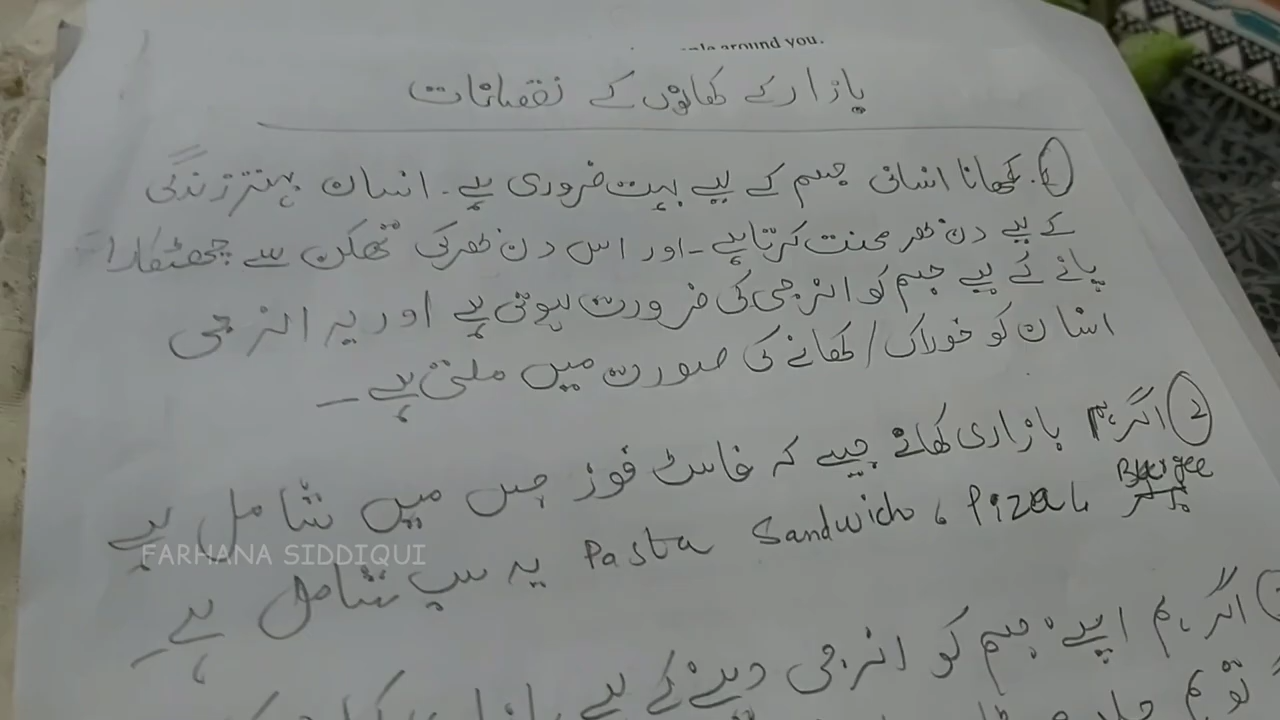 around you.
بازار کے کھانوں کے نقصانات
① کھانا انسانی جسم کے لیے بہت ضروری ہے۔ انسان بہتر زندگی
کے لیے دن بھر محنت کرتا ہے۔ اور اس دن بھر کی تھکن سے چھٹکارا
پانے کے لیے جسم کو انرجی کی ضرورت ہوتی ہے اور یہ انرجی
انسان کو خوراک/کھانے کی صورت میں ملتی ہے۔
② اگر ہم بازاری کھانے جیسے کہ فاسٹ فوڈ جس میں شامل ہے
Pizza، Sandwich Pasta یہ سب شامل ہے۔
FARHANA SIDDIQUI
اگر ہم اپنے جسم کو انرجی دینے کے لیے
تو ہم